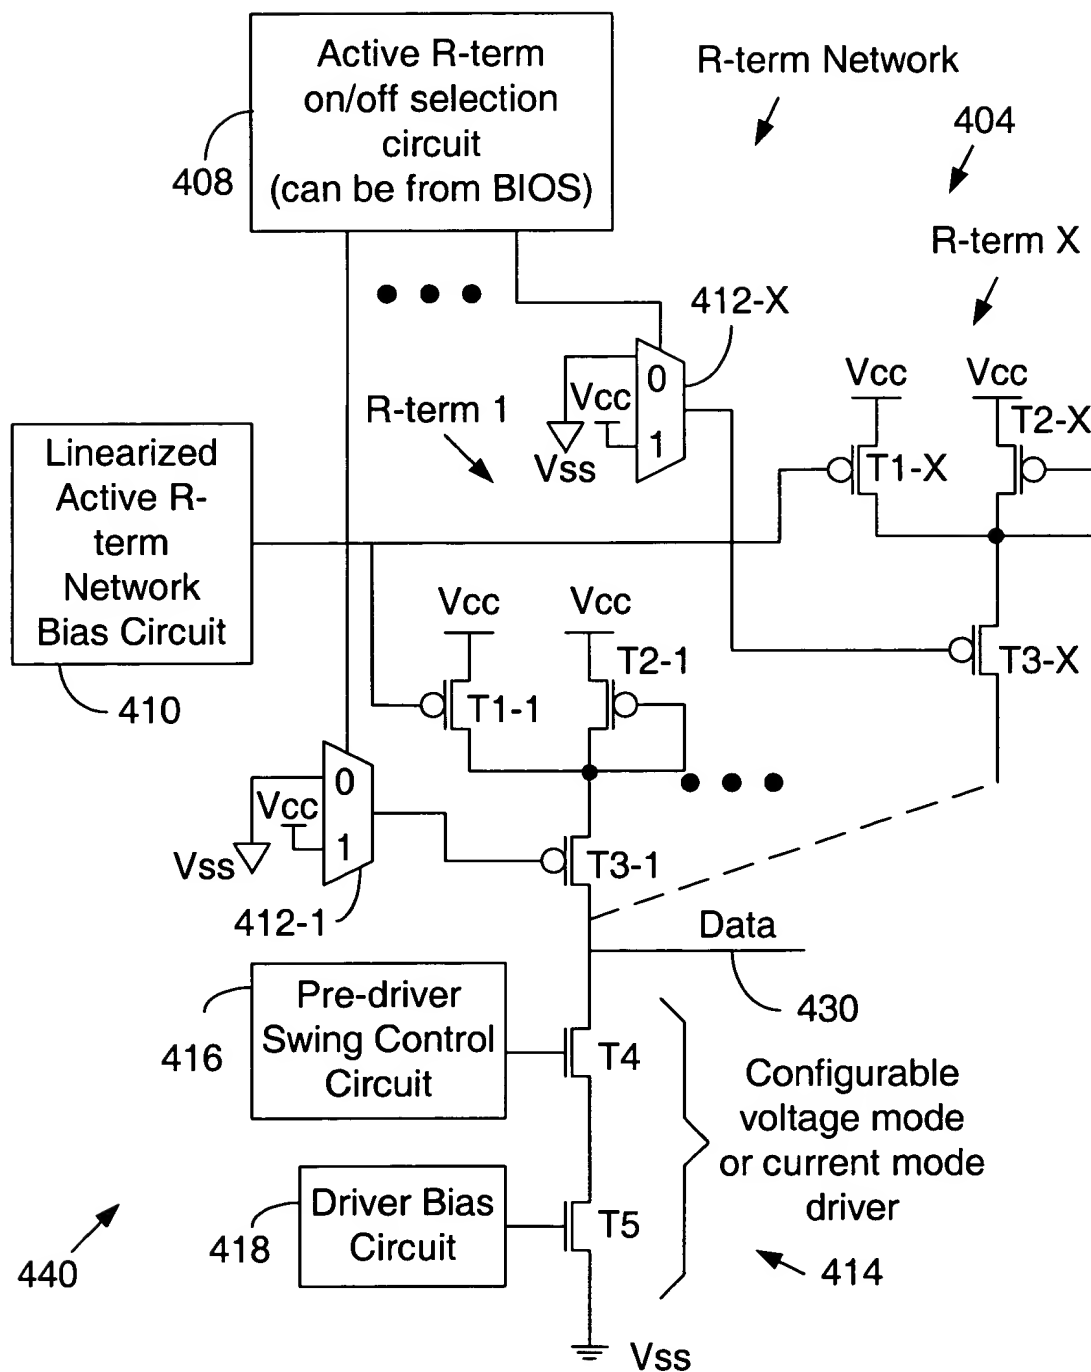 Active R-term
on/off selection
circuit
(can be from BIOS)
408
R-term Network
404
R-term X
412-X
0
1
Vcc
Vss
R-term 1
Vcc
Vcc
T2-X
T1-X
T3-X
Linearized
Active R-
term
Network
Bias Circuit
410
Vcc
Vcc
T2-1
T1-1
0
1
Vcc
Vss
412-1
T3-1
Data
430
Pre-driver
Swing Control
Circuit
416
T4
Configurable
voltage mode
or current mode
driver
414
Driver Bias
Circuit
418
T5
440
Vss